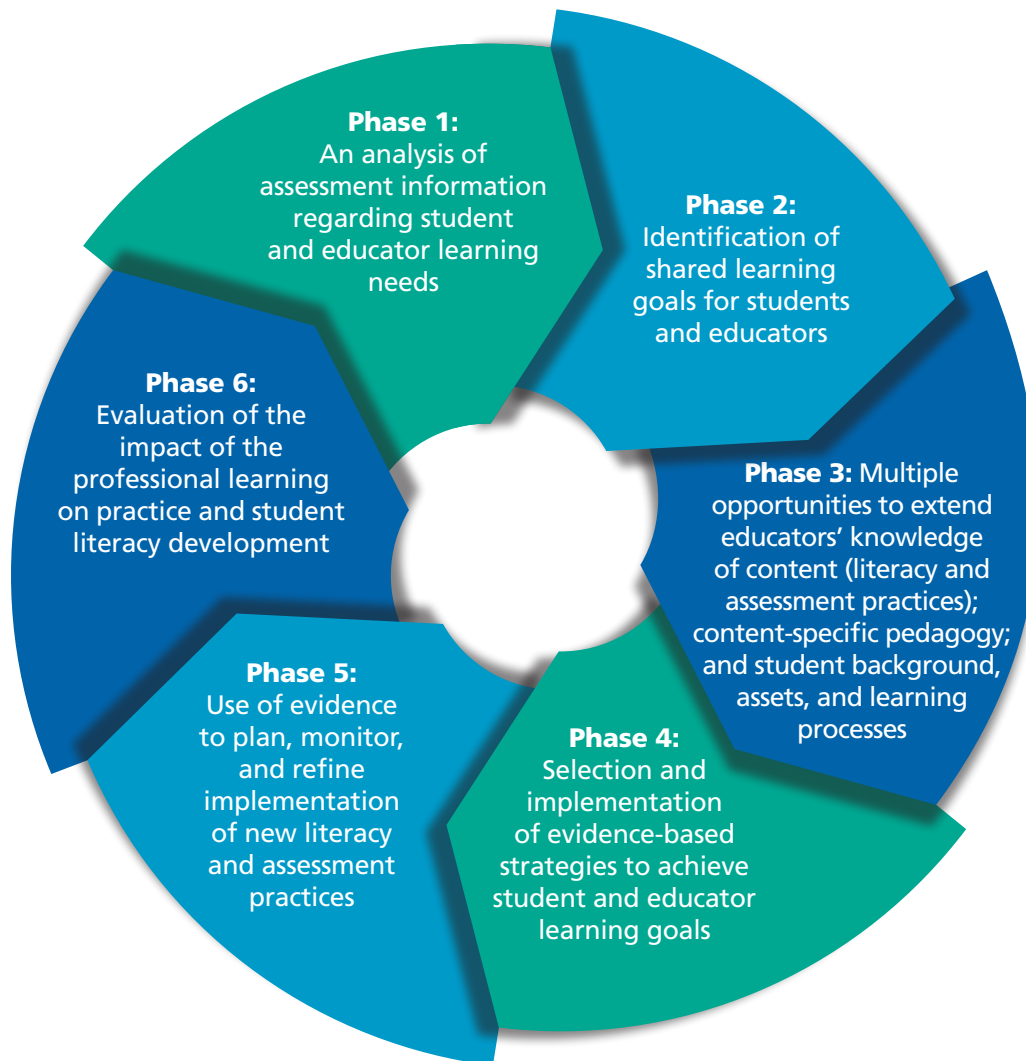 Phase 1:
An analysis of
assessment information
regarding student
and educator learning
needs
Phase 2:
Identification of
shared learning
goals for students
and educators
Phase 3: Multiple
opportunities to extend
educators’ knowledge
of content (literacy and
assessment practices);
content-specific pedagogy;
and student background,
assets, and learning
processes
Phase 4:
Selection and
implementation
of evidence-based
strategies to achieve
student and educator
learning goals
Phase 5:
Use of evidence
to plan, monitor,
and refine
implementation
of new literacy
and assessment
practices
Phase 6:
Evaluation of the
impact of the
professional learning
on practice and student
literacy development